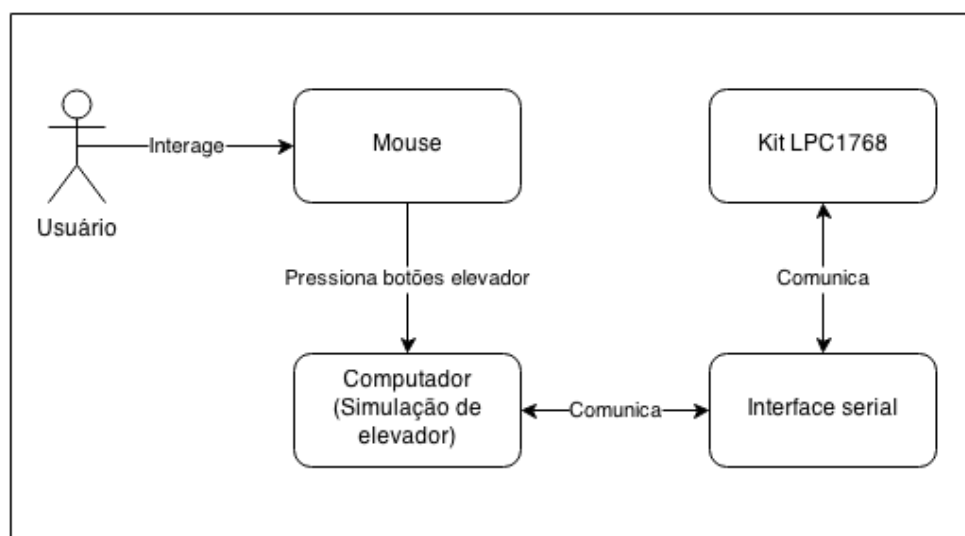 Interage
Mouse
Kit LPC1768
Usuário
Pressiona botões elevador
Comunica
Computador
(Simulação de
elevador)
Comunica
Interface serial